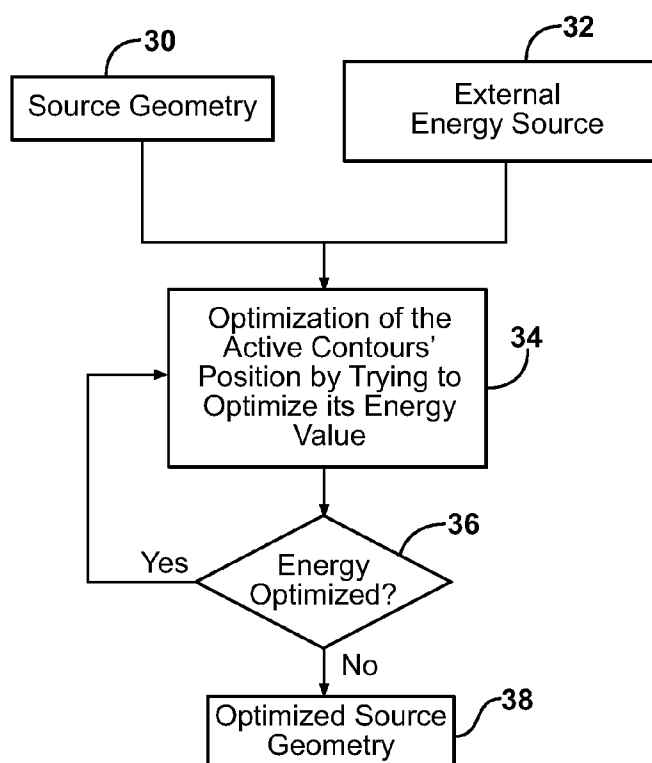 30
32
Source Geometry
External
Energy Source
Optimization of the
Active Contours'
Position by Trying to
Optimize its Energy
Value
34
36
Yes
Energy
Optimized?
No
Optimized Source
Geometry
38